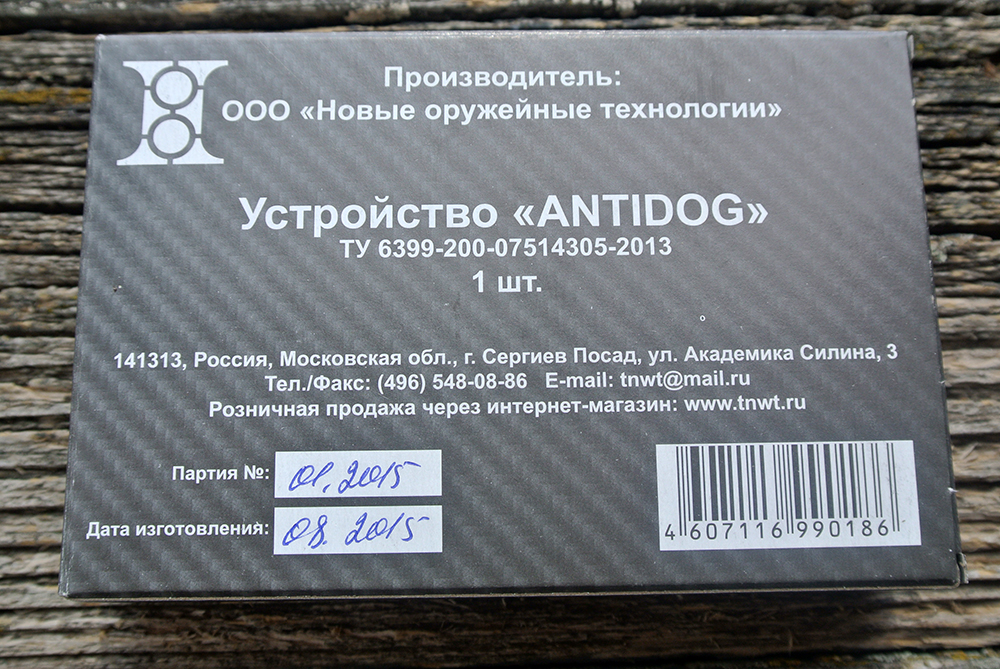 Производитель:
ООО «Новые оружейные технологии»
Устройство «ANTIDOG»
ТУ 6399-200-07514305-2013
1 шт.
141313, Россия, Московская обл., г. Сергиев Посад, ул. Академика Силина, 3
Тел./Факс: (496) 548-08-86 E-mail: tnwt@mail.ru
Розничная продажа через интернет-магазин: www.tnwt.ru
Партия №: 01.2015
Дата изготовления: 08.2015
4 607116 990186